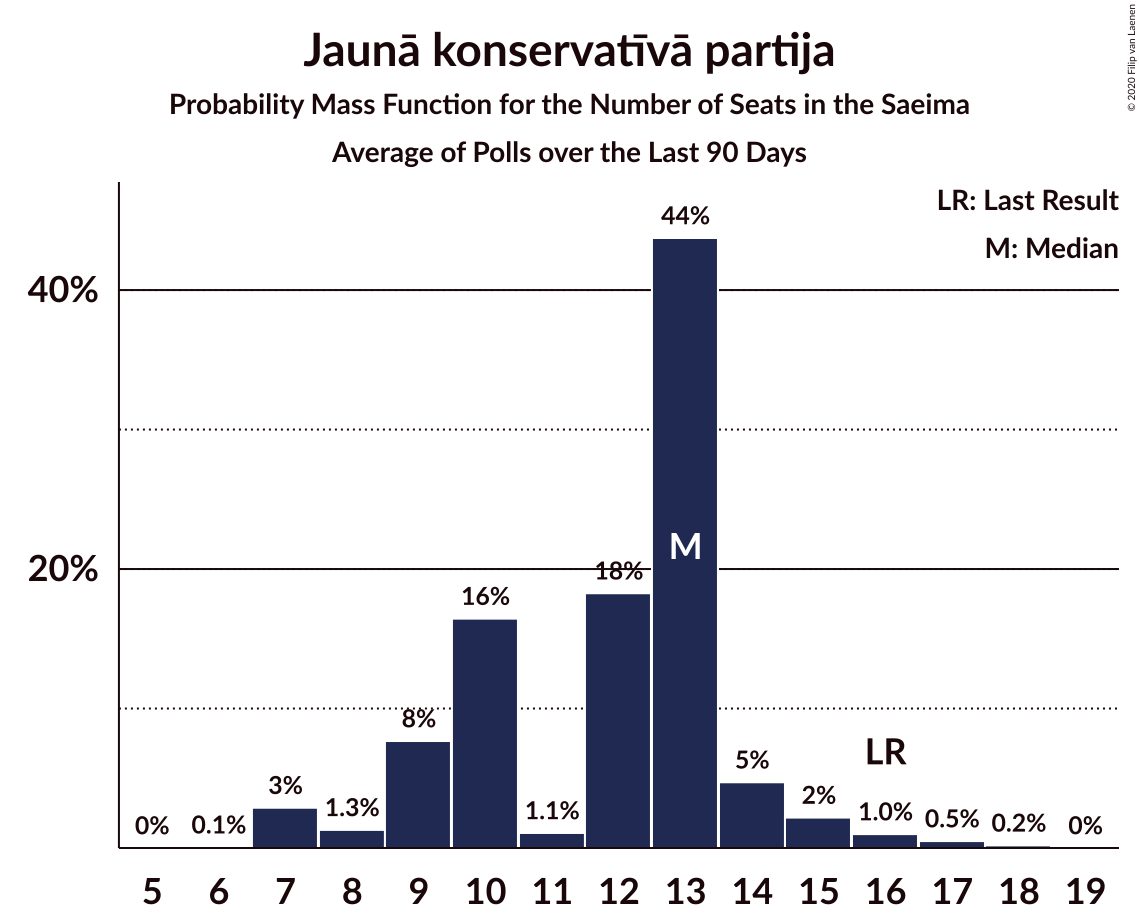 Jaunā konservatīvā partija
Probability Mass Function for the Number of Seats in the Saeima
Average of Polls over the Last 90 Days
© 2020 Filip van Laenen
LR: Last Result
M: Median
44%
40%
M
20%
18%
16%
8%
LR
5%
3%
2%
1.3%
1.1%
1.0%
0.5%
0.2%
0.1%
0%
0%
5 6 7 8 9 10 11 12 13 14 15 16 17 18 19